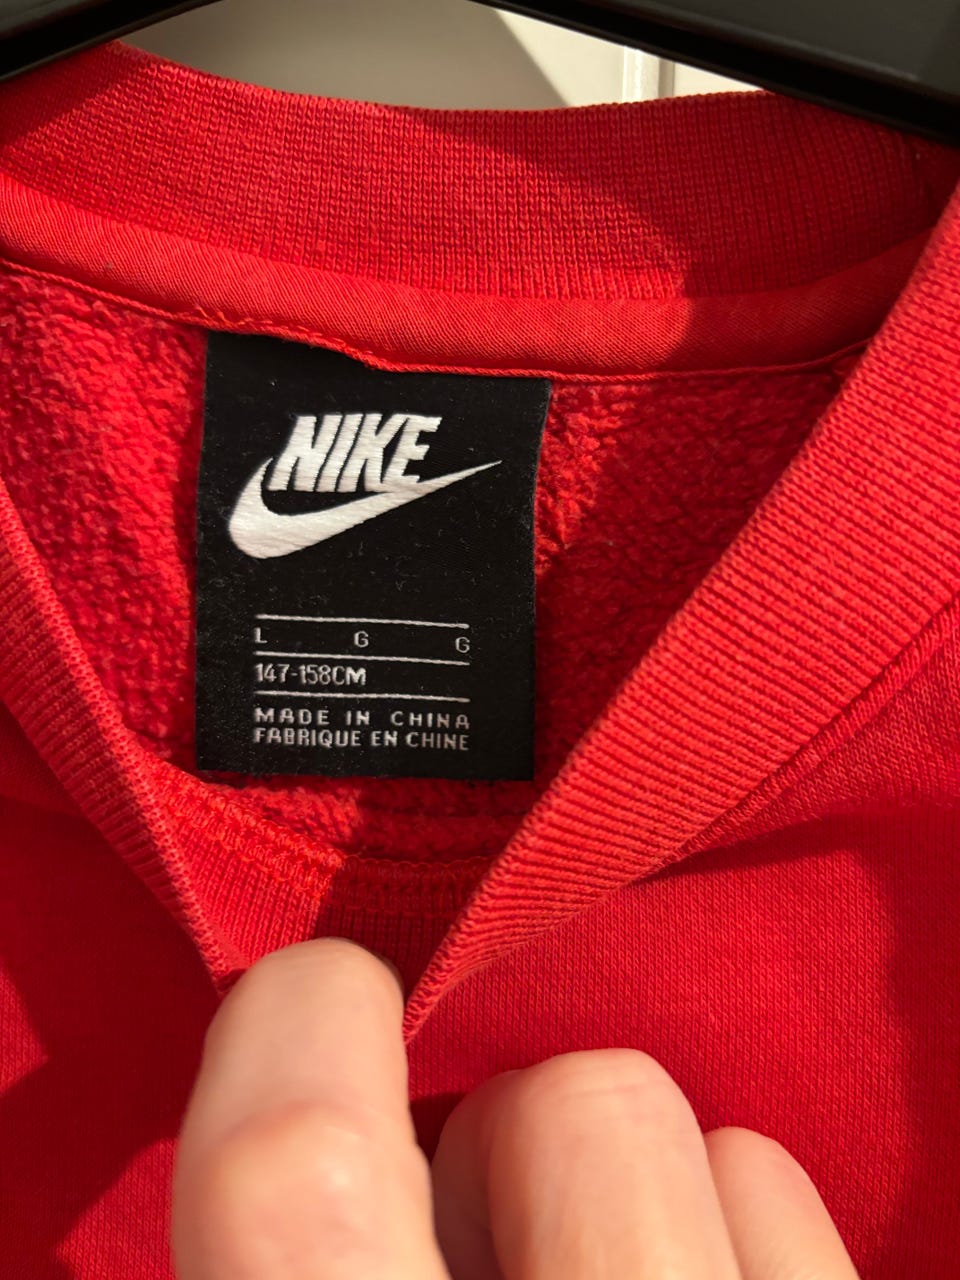 NIKE
L G G
147-158CM
MADE IN CHINA
FABRIQUE EN CHINE